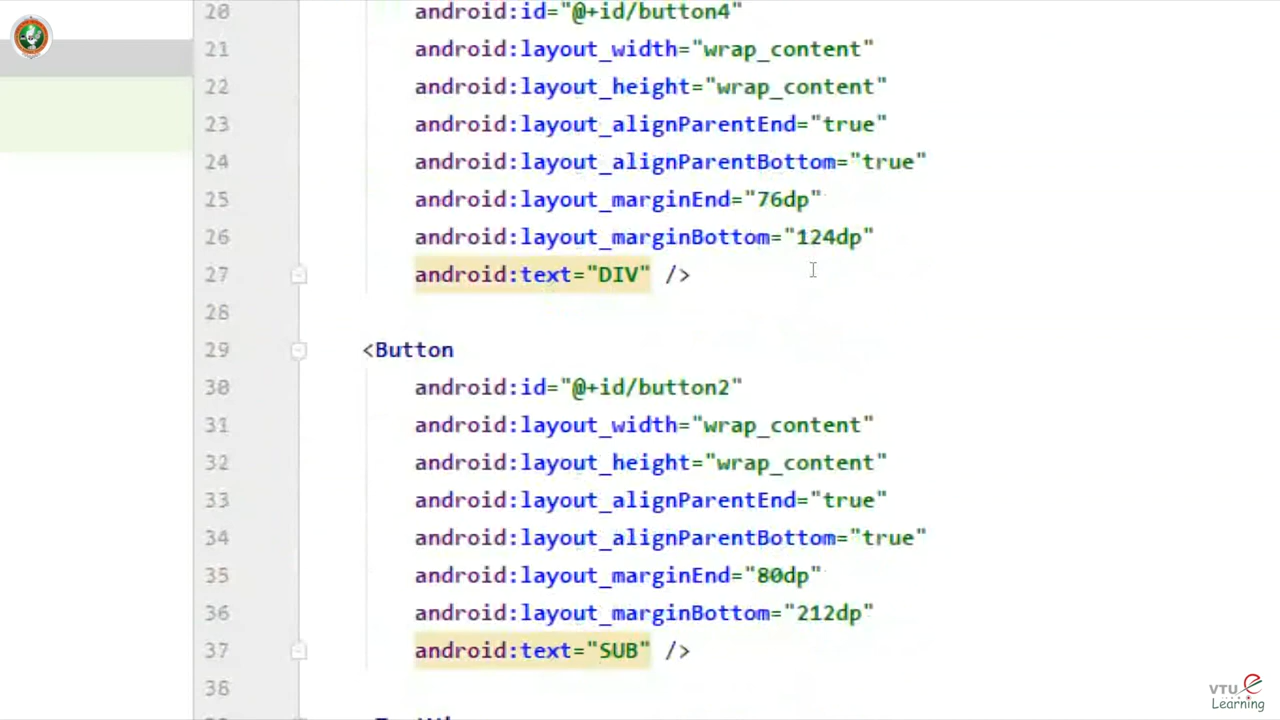 20 android:id="@+id/button4"
21 android:layout_width="wrap_content"
22 android:layout_height="wrap_content"
23 android:layout_alignParentEnd="true"
24 android:layout_alignParentBottom="true"
25 android:layout_marginEnd="76dp"
26 android:layout_marginBottom="124dp"
27 android:text="DIV" />
28
29 <Button
30 android:id="@+id/button2"
31 android:layout_width="wrap_content"
32 android:layout_height="wrap_content"
33 android:layout_alignParentEnd="true"
34 android:layout_alignParentBottom="true"
35 android:layout_marginEnd="80dp"
36 android:layout_marginBottom="212dp"
37 android:text="SUB" />
38
VTU e
Learning